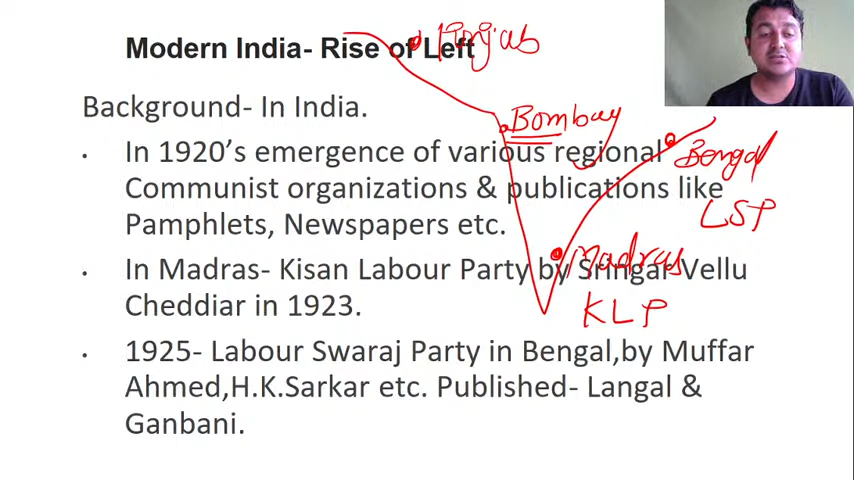 Modern India- Rise of Left
Punjab
Background- In India.
Bombay
• In 1920's emergence of various regional
Bengal
Communist organizations & publications like
LSP
Pamphlets, Newspapers etc.
Madras
• In Madras- Kisan Labour Party by Sringar Vellu
KLP
Cheddiar in 1923.
• 1925- Labour Swaraj Party in Bengal,by Muffar
Ahmed,H.K.Sarkar etc. Published- Langal &
Ganbani.